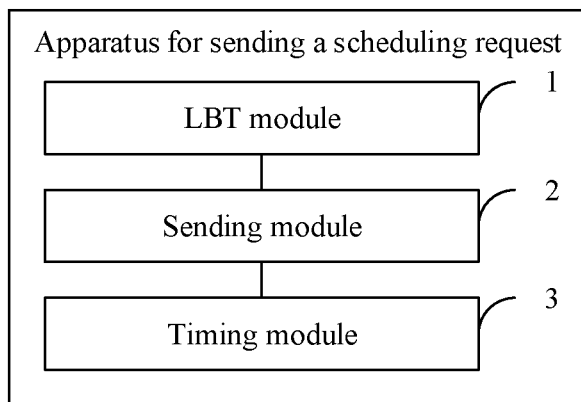 Apparatus for sending a scheduling request
1
LBT module
2
Sending module
3
Timing module